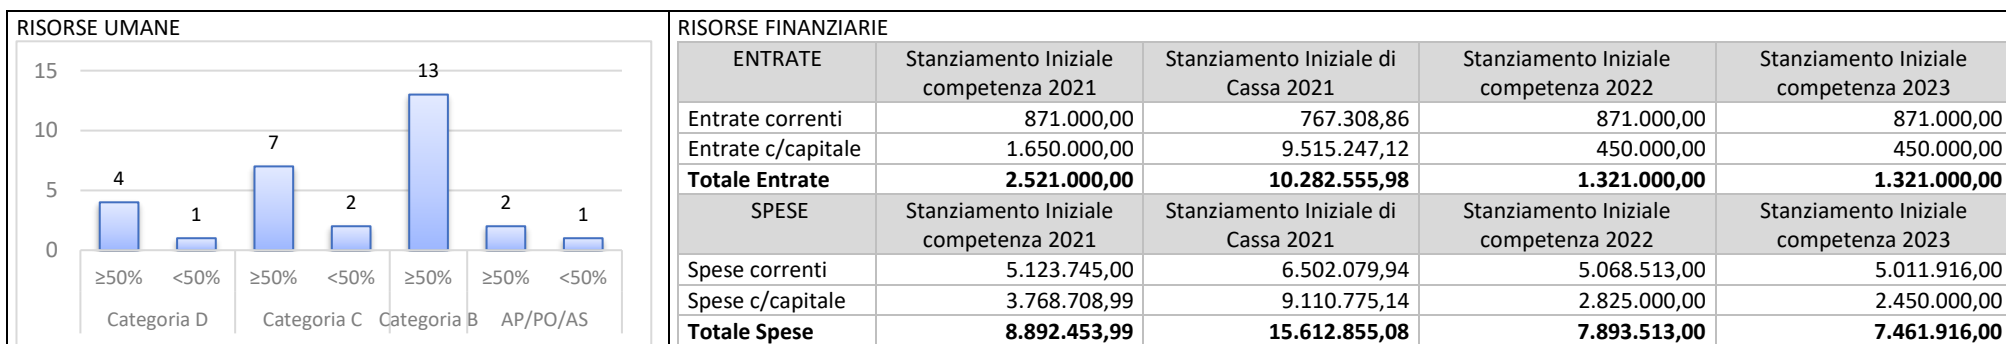 RISORSE UMANE
15
10
5
0
4
1
7
2
13
2
1
≥50% <50% ≥50% <50% ≥50% ≥50% <50%
Categoria D Categoria C Categoria B AP/PO/AS
RISORSE FINANZIARIE
ENTRATE Stanziamento Iniziale Stanziamento Iniziale di Stanziamento Iniziale Stanziamento Iniziale
competenza 2021 Cassa 2021 competenza 2022 competenza 2023
Entrate correnti 871.000,00 767.308,86 871.000,00 871.000,00
Entrate c/capitale 1.650.000,00 9.515.247,12 450.000,00 450.000,00
Totale Entrate 2.521.000,00 10.282.555,98 1.321.000,00 1.321.000,00
SPESE Stanziamento Iniziale Stanziamento Iniziale di Stanziamento Iniziale Stanziamento Iniziale
competenza 2021 Cassa 2021 competenza 2022 competenza 2023
Spese correnti 5.123.745,00 6.502.079,94 5.068.513,00 5.011.916,00
Spese c/capitale 3.768.708,99 9.110.775,14 2.825.000,00 2.450.000,00
Totale Spese 8.892.453,99 15.612.855,08 7.893.513,00 7.461.916,00